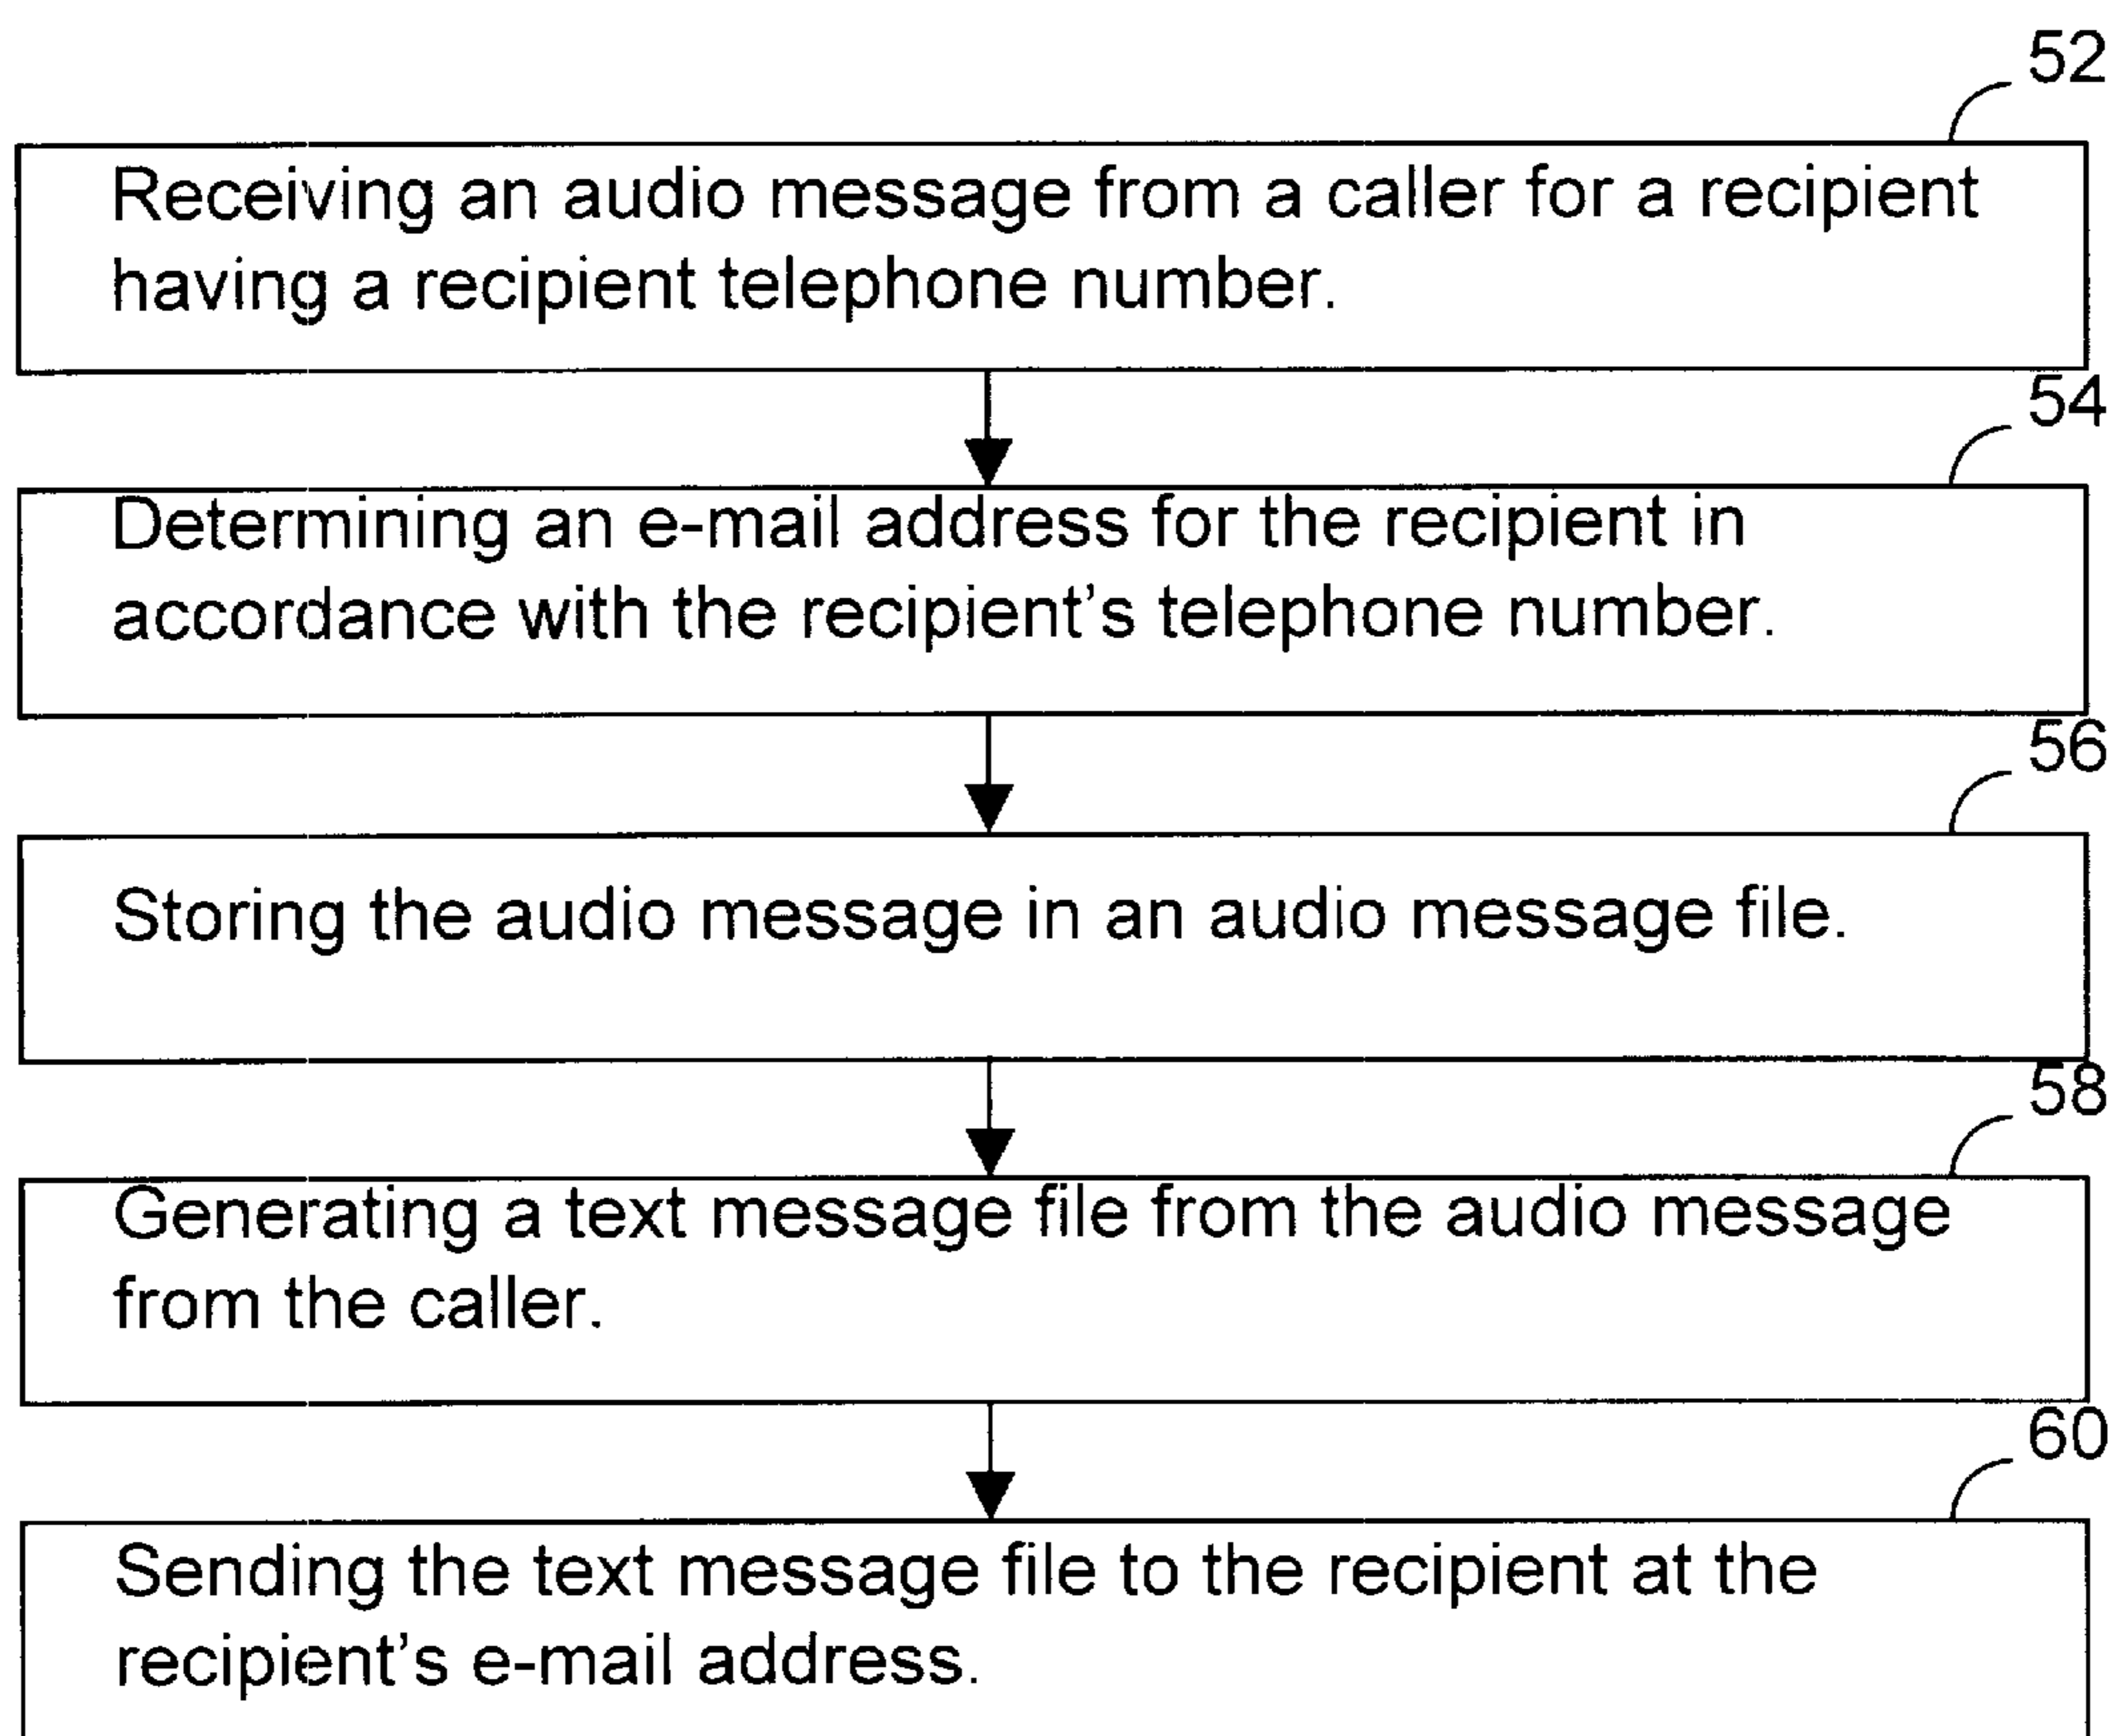 52
Receiving an audio message from a caller for a recipient
having a recipient telephone number.
54
Determining an e-mail address for the recipient in
accordance with the recipient's telephone number.
56
Storing the audio message in an audio message file.
58
Generating a text message file from the audio message
from the caller.
60
Sending the text message file to the recipient at the
recipient's e-mail address.